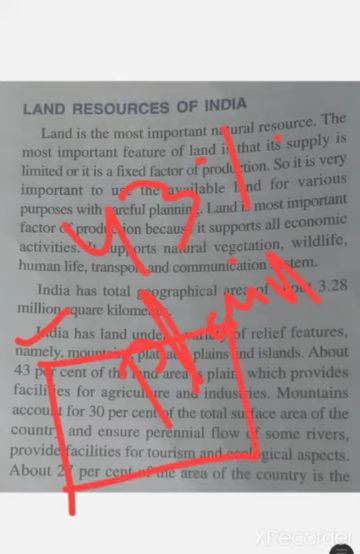 LAND RESOURCES OF INDIA
Land is the most important natural resource. The
most important feature of land is that its supply is
limited or it is a fixed factor of production. So it is very
important to use the available land for various
purposes with careful planning. Land is most important
factor of production because it supports all economic
activities. It supports natural vegetation, wildlife,
human life, transport and communication system.
India has total geographical area of about 3.28
million square kilometres.
India has land under variety of relief features,
namely, mountains, plateaus, plains and islands. About
43 per cent of the land area is plain which provides
facilities for agriculture and industries. Mountains
account for 30 per cent of the total surface area of the
country and ensure perennial flow of some rivers,
provide facilities for tourism and ecological aspects.
About 27 per cent of the area of the country is the
43%
Plain
XRecorder